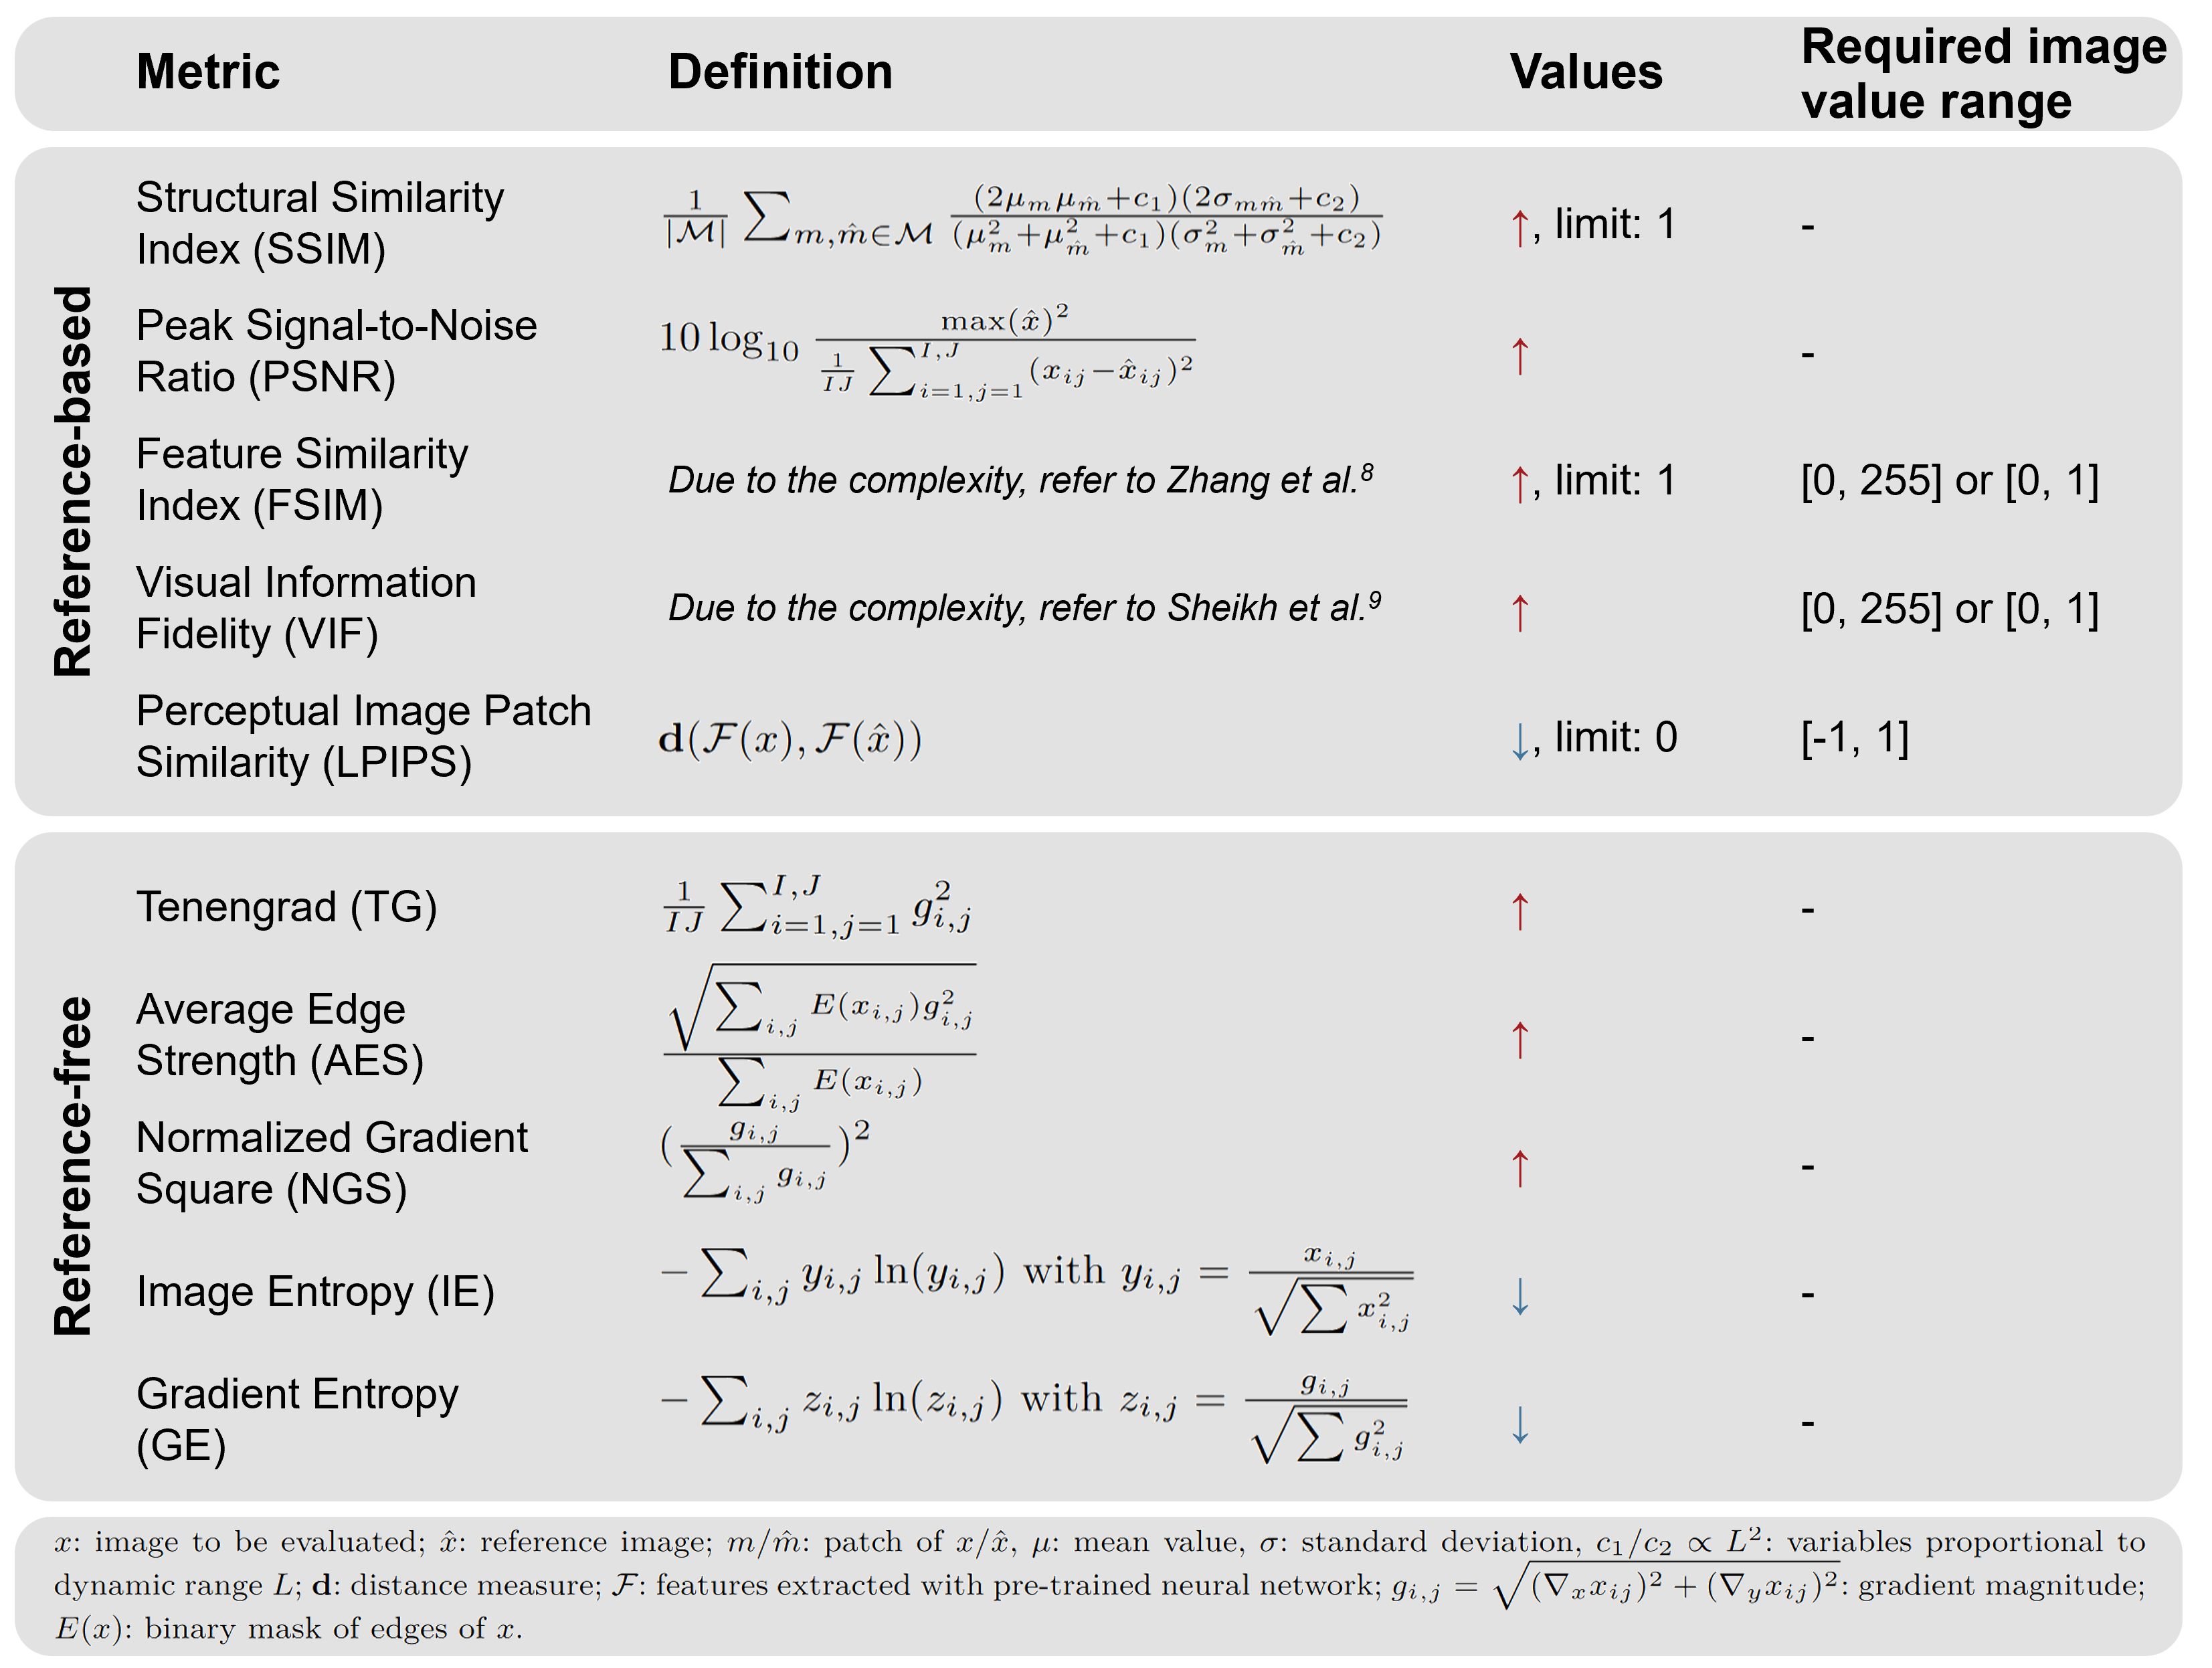 Metric Definition Values Required image
value range
Reference-based
Structural Similarity
Index (SSIM)
$\frac{1}{|\mathcal{M}|} \sum_{m,\hat{m} \in \mathcal{M}} \frac{(2\mu_m \mu_{\hat{m}} + c_1)(2\sigma_{m\hat{m}} + c_2)}{(\mu_m^2 + \mu_{\hat{m}}^2 + c_1)(\sigma_m^2 + \sigma_{\hat{m}}^2 + c_2)}$
↑, limit: 1
-
Peak Signal-to-Noise
Ratio (PSNR)
$10 \log_{10} \frac{\max(\hat{x})^2}{\frac{1}{IJ} \sum_{i=1,j=1}^{I,J} (x_{ij} - \hat{x}_{ij})^2}$
↑
-
Feature Similarity
Index (FSIM)
Due to the complexity, refer to Zhang et al.⁸
↑, limit: 1
[0, 255] or [0, 1]
Visual Information
Fidelity (VIF)
Due to the complexity, refer to Sheikh et al.⁹
↑
[0, 255] or [0, 1]
Perceptual Image Patch
Similarity (LPIPS)
$\mathbf{d}(\mathcal{F}(x), \mathcal{F}(\hat{x}))$
↓, limit: 0
[-1, 1]
Reference-free
Tenengrad (TG)
$\frac{1}{IJ} \sum_{i=1,j=1}^{I,J} g_{i,j}^2$
↑
-
Average Edge
Strength (AES)
$\frac{\sqrt{\sum_{i,j} E(x_{i,j}) g_{i,j}^2}}{\sum_{i,j} E(x_{i,j})}$
↑
-
Normalized Gradient
Square (NGS)
$(\frac{g_{i,j}}{\sum_{i,j} g_{i,j}})^2$
↑
-
Image Entropy (IE)
$-\sum_{i,j} y_{i,j} \ln(y_{i,j})$ with $y_{i,j} = \frac{x_{i,j}}{\sqrt{\sum x_{i,j}^2}}$
↓
-
Gradient Entropy
(GE)
$-\sum_{i,j} z_{i,j} \ln(z_{i,j})$ with $z_{i,j} = \frac{g_{i,j}}{\sqrt{\sum g_{i,j}^2}}$
↓
-
$x$: image to be evaluated; $\hat{x}$: reference image; $m/\hat{m}$: patch of $x/\hat{x}$, $\mu$: mean value, $\sigma$: standard deviation, $c_1/c_2 \propto L^2$: variables proportional to
dynamic range $L$; $\mathbf{d}$: distance measure; $\mathcal{F}$: features extracted with pre-trained neural network; $g_{i,j} = \sqrt{(\nabla_x x_{ij})^2 + (\nabla_y x_{ij})^2}$: gradient magnitude;
$E(x)$: binary mask of edges of $x$.